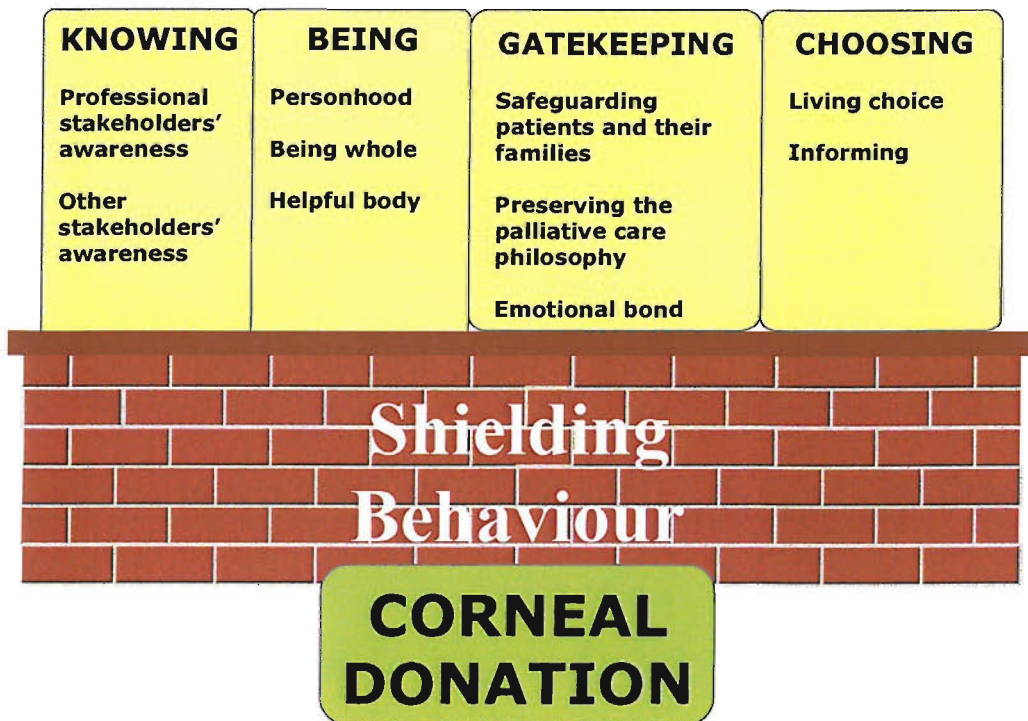 KNOWING
Professional
stakeholders'
awareness
Other
stakeholders'
awareness
BEING
Personhood
Being whole
Helpful body
GATEKEEPING
Safeguarding
patients and their
families
Preserving the
palliative care
philosophy
Emotional bond
CHOOSING
Living choice
Informing
Shielding
Behaviour
CORNEAL
DONATION